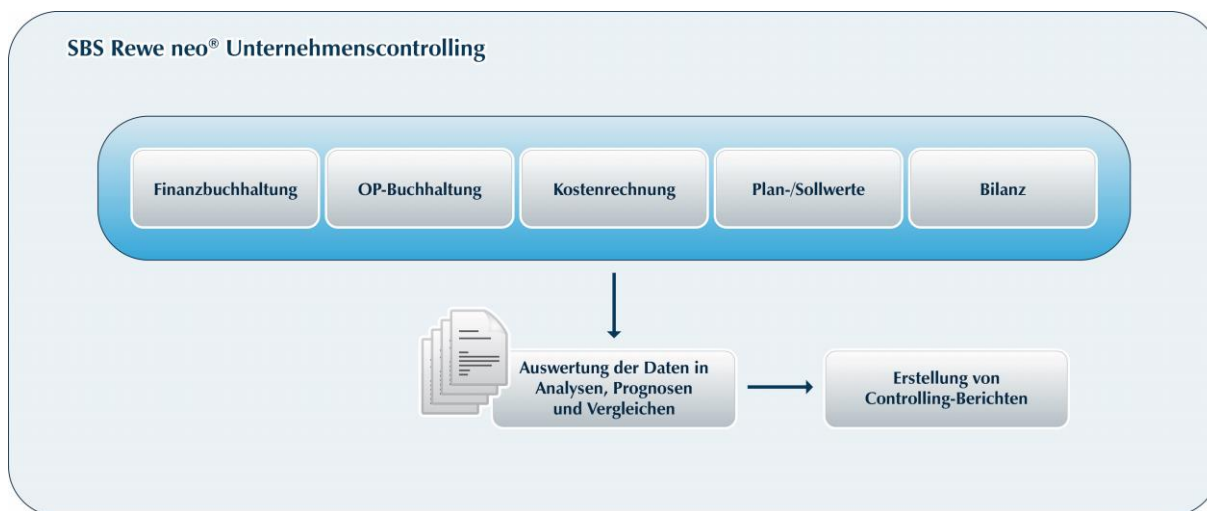 SBS Rewe neo® Unternehmenscontrolling
Finanzbuchhaltung
OP-Buchhaltung
Kostenrechnung
Plan-/Sollwerte
Bilanz
Auswertung der Daten in
Analysen, Prognosen
und Vergleichen
Erstellung von
Controlling-Berichten